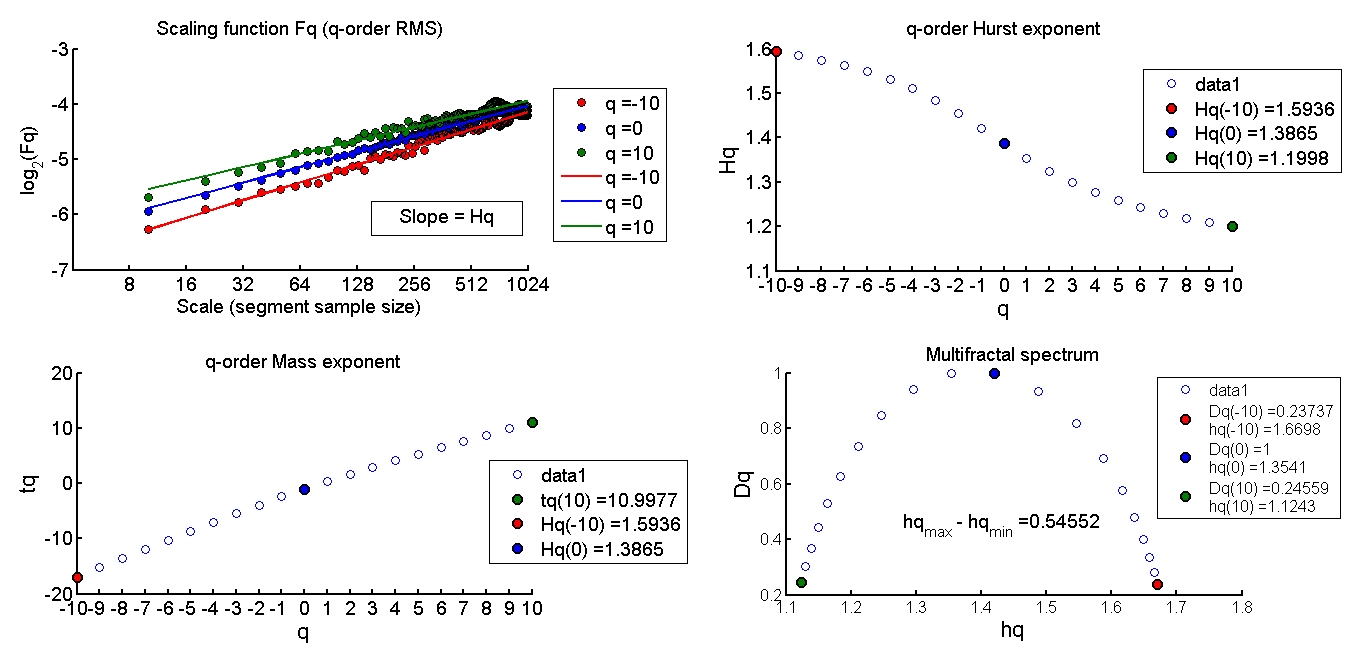 Scaling function Fq (q-order RMS)
-3
-4
-5
-6
-7
log2(Fq)
8 16 32 64 128 256 512 1024
Scale (segment sample size)
Slope = Hq
q =-10
q =0
q =10
q =-10
q =0
q =10
q-order Hurst exponent
1.6
1.5
1.4
1.3
1.2
1.1
Hq
-10 -9 -8 -7 -6 -5 -4 -3 -2 -1 0 1 2 3 4 5 6 7 8 9 10
q
data1
Hq(-10) =1.5936
Hq(0) =1.3865
Hq(10) =1.1998
q-order Mass exponent
20
10
0
-10
-20
tq
-10 -9 -8 -7 -6 -5 -4 -3 -2 -1 0 1 2 3 4 5 6 7 8 9 10
q
data1
tq(10) =10.9977
Hq(-10) =1.5936
Hq(0) =1.3865
Multifractal spectrum
1
0.8
0.6
0.4
0.2
Dq
1.1 1.2 1.3 1.4 1.5 1.6 1.7 1.8
hq
hqmax - hqmin =0.54552
data1
Dq(-10) =0.23737
hq(-10) =1.6698
Dq(0) =1
hq(0) =1.3541
Dq(10) =0.24559
hq(10) =1.1243